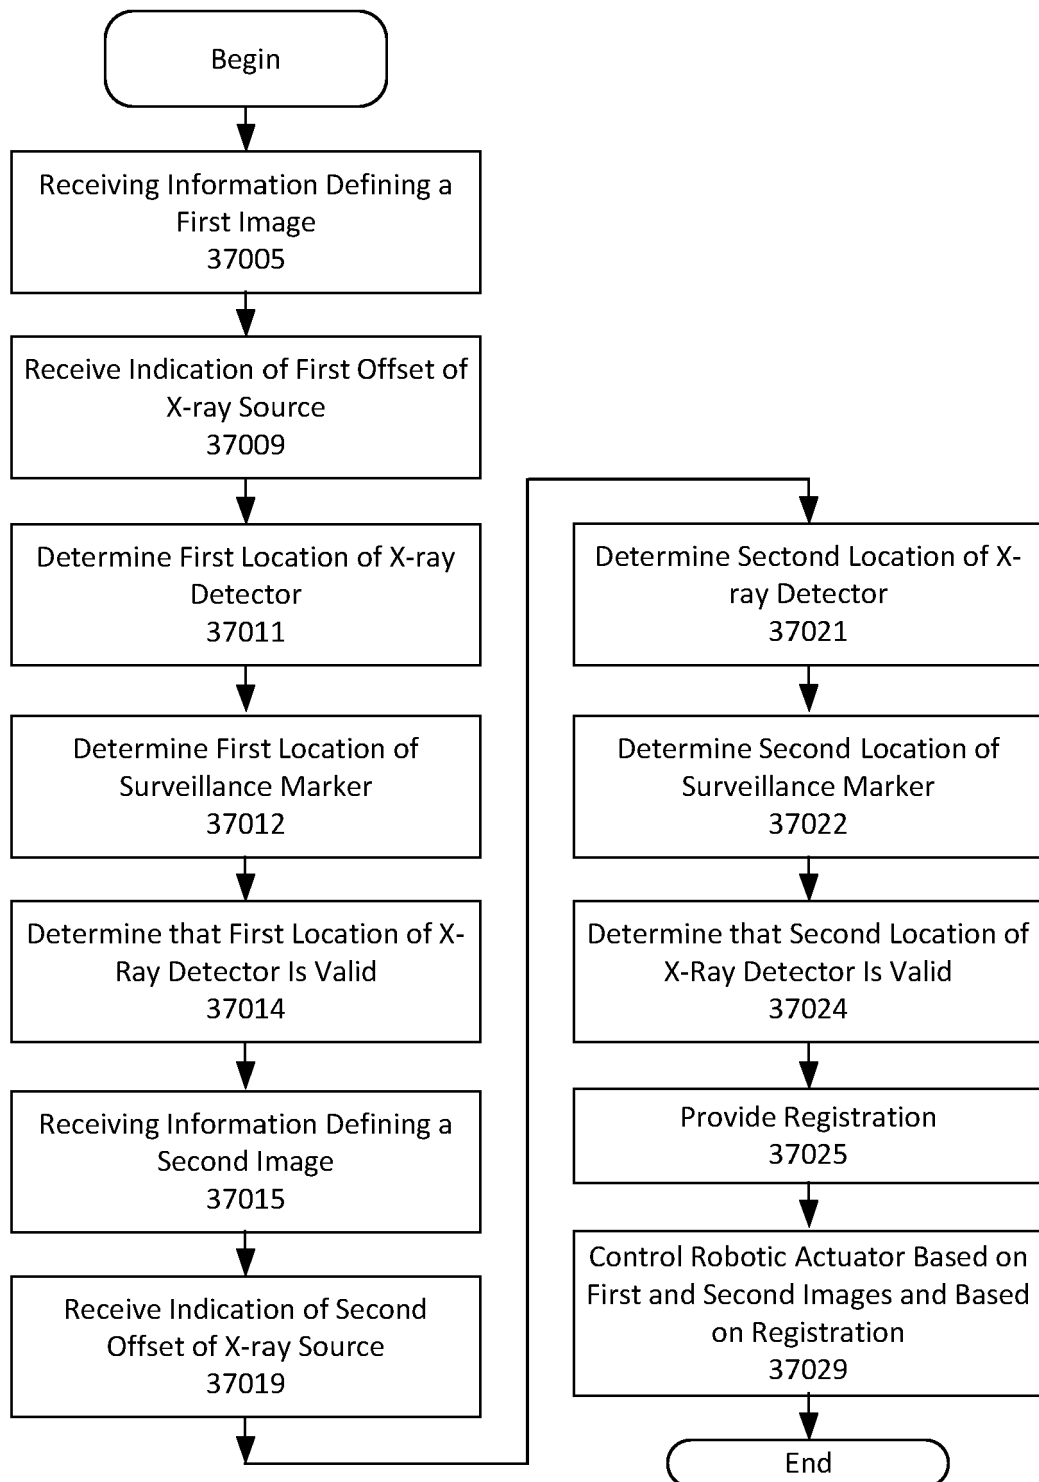 Begin
Receiving Information Defining a
First Image
37005
Receive Indication of First Offset of
X-ray Source
37009
Determine First Location of X-ray
Detector
37011
Determine First Location of
Surveillance Marker
37012
Determine that First Location of X-
Ray Detector Is Valid
37014
Receiving Information Defining a
Second Image
37015
Receive Indication of Second
Offset of X-ray Source
37019
Determine Sectond Location of X-
ray Detector
37021
Determine Second Location of
Surveillance Marker
37022
Determine that Second Location of
X-Ray Detector Is Valid
37024
Provide Registration
37025
Control Robotic Actuator Based on
First and Second Images and Based
on Registration
37029
End